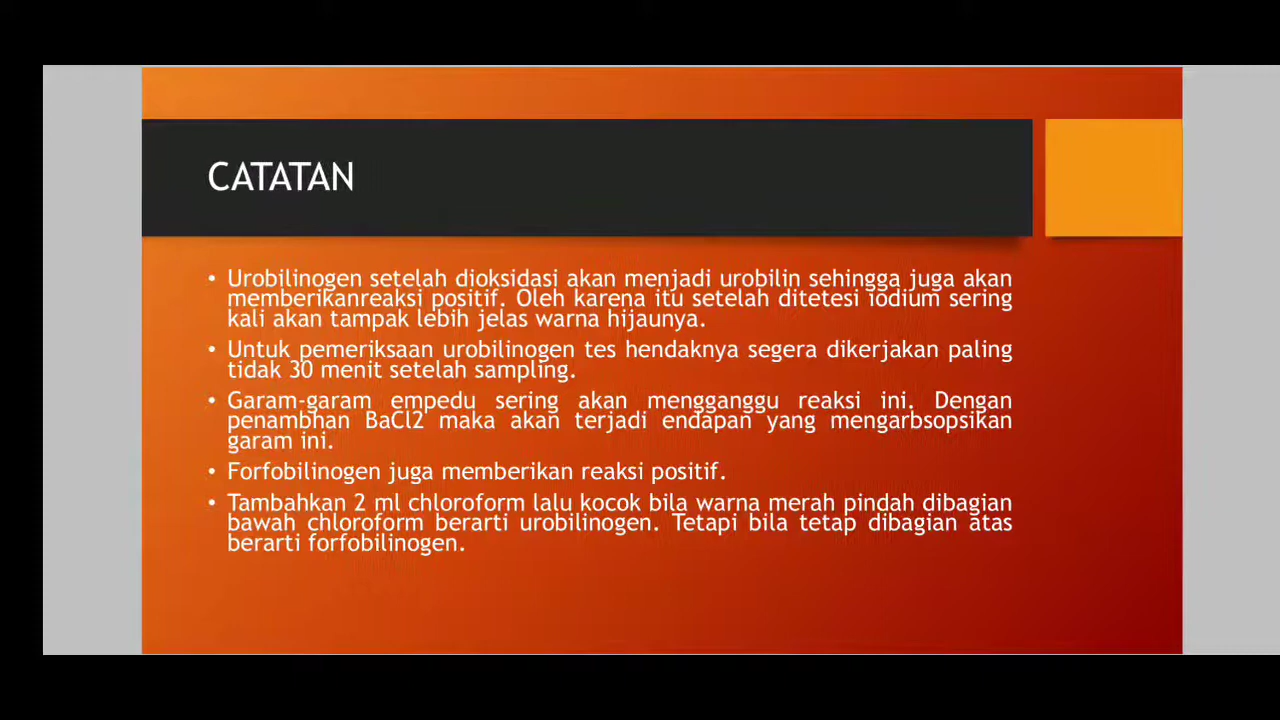 CATATAN
• Urobilinogen setelah dioksidasi akan menjadi urobilin sehingga juga akan
memberikanreaksi positif. Oleh karena itu setelah ditetesi iodium sering
kali akan tampak lebih jelas warna hijaunya.
• Untuk pemeriksaan urobilinogen tes hendaknya segera dikerjakan paling
tidak 30 menit setelah sampling.
• Garam-garam empedu sering akan mengganggu reaksi ini. Dengan
penambhan BaCl2 maka akan terjadi endapan yang mengarbsopsikan
garam ini.
• Forfobilinogen juga memberikan reaksi positif.
• Tambahkan 2 ml chloroform lalu kocok bila warna merah pindah dibagian
bawah chloroform berarti urobilinogen. Tetapi bila tetap dibagian atas
berarti forfobilinogen.